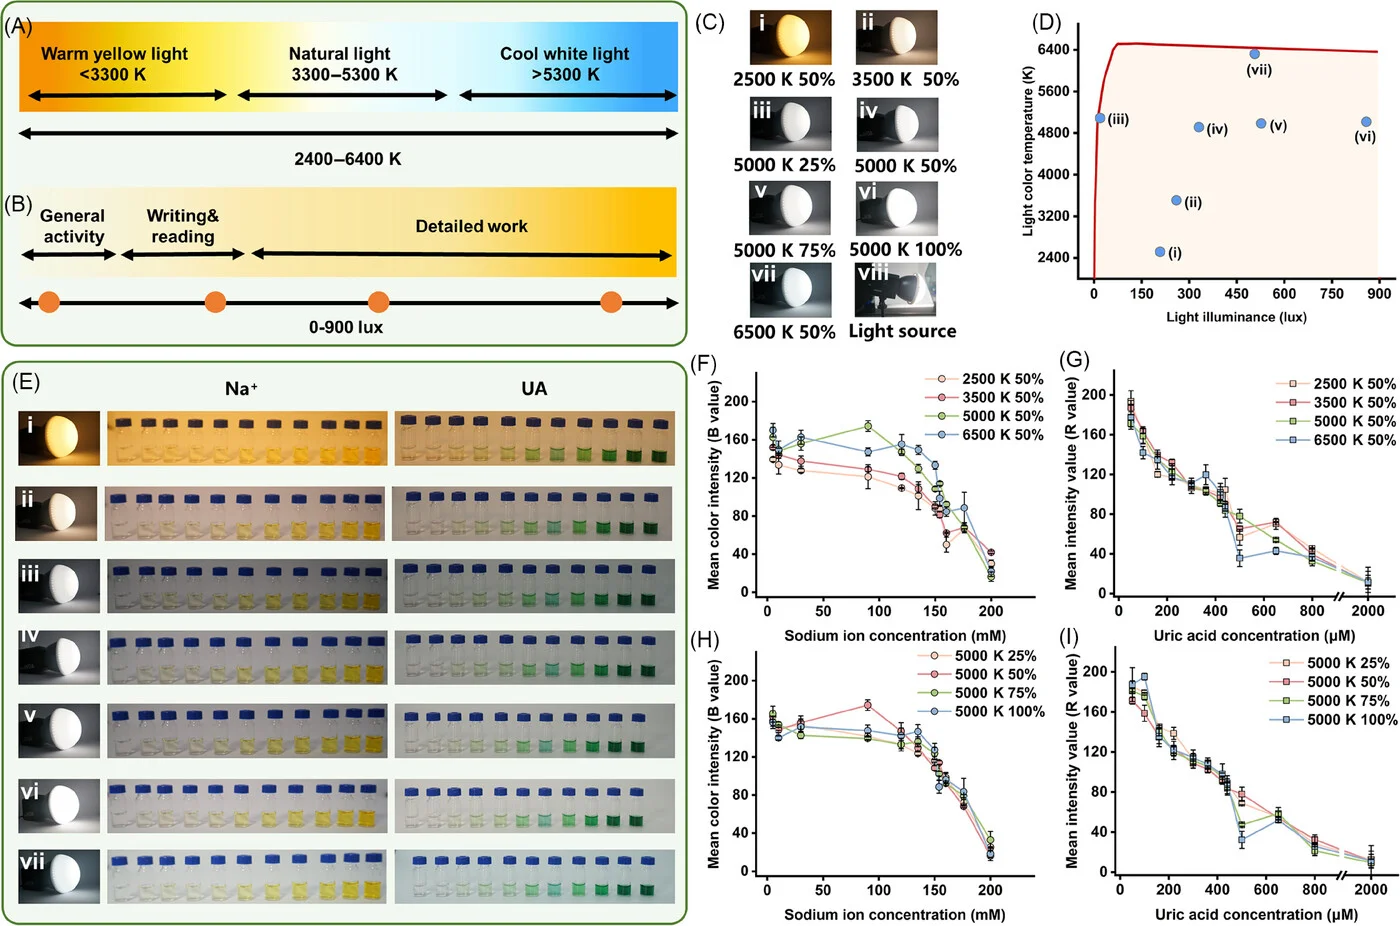 (A)
Warm yellow light
<3300 K
Natural light
3300–5300 K
Cool white light
>5300 K
2400–6400 K
(B)
General
activity
Writing&
reading
Detailed work
0-900 lux
(C)
i
2500 K 50%
ii
3500 K 50%
iii
5000 K 25%
iv
5000 K 50%
v
5000 K 75%
vi
5000 K 100%
vii
6500 K 50%
viii
Light source
(D)
Light color temperature (K)
6400
5600
4800
4000
3200
2400
(vii)
(iii)
(iv)
(v)
(vi)
(ii)
(i)
0 150 300 450 600 750 900
Light illuminance (lux)
(E)
Na+
UA
i
ii
iii
iv
v
vi
vii
(F)
Mean color intensity (B value)
200
160
120
80
40
0
2500 K 50%
3500 K 50%
5000 K 50%
6500 K 50%
0 50 100 150 200
Sodium ion concentration (mM)
(G)
Mean intensity value (R value)
200
160
120
80
40
0
2500 K 50%
3500 K 50%
5000 K 50%
6500 K 50%
0 200 400 600 800 2000
Uric acid concentration (μM)
(H)
Mean color intensity (B value)
200
160
120
80
40
0
5000 K 25%
5000 K 50%
5000 K 75%
5000 K 100%
0 50 100 150 200
Sodium ion concentration (mM)
(I)
Mean intensity value (R value)
200
160
120
80
40
0
5000 K 25%
5000 K 50%
5000 K 75%
5000 K 100%
0 200 400 600 800 2000
Uric acid concentration (μM)